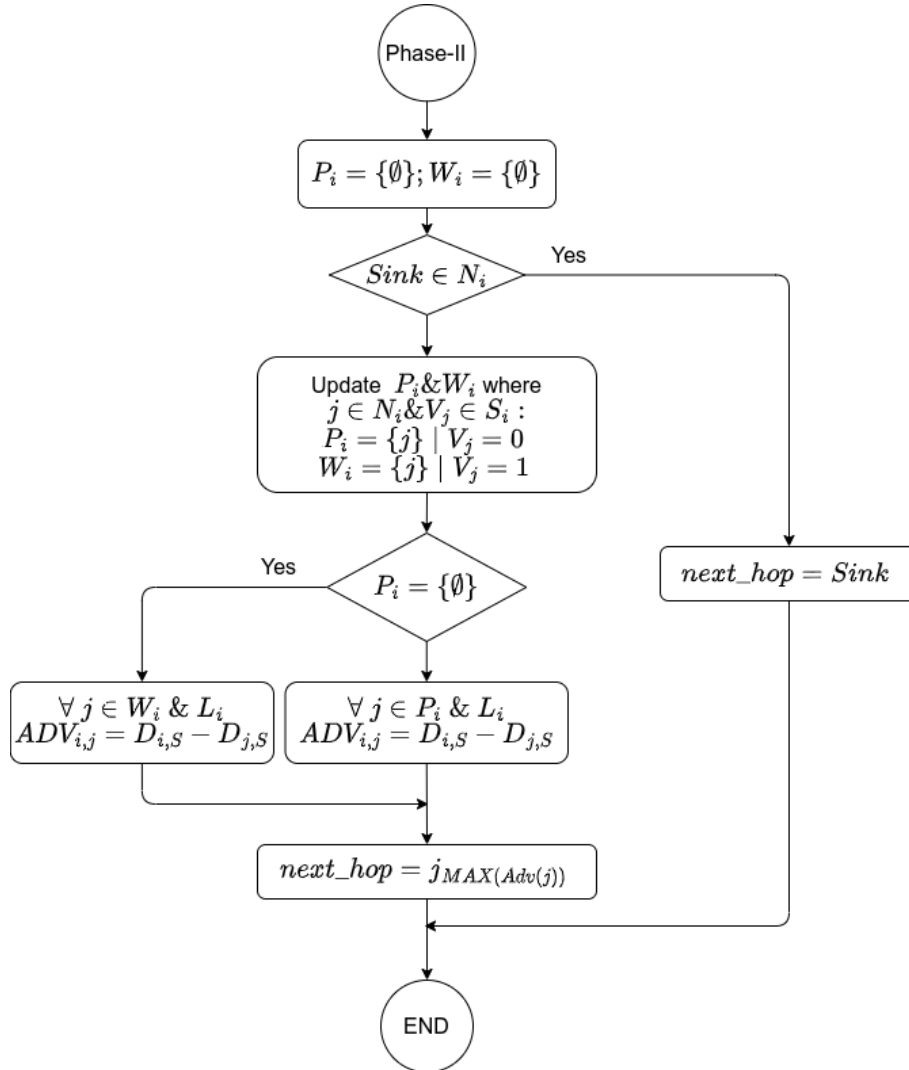 Phase-II
P_i = {∅}; W_i = {∅}
Sink ∈ N_i
Yes
Update P_i & W_i where
j ∈ N_i & V_j ∈ S_i :
P_i = {j} | V_j = 0
W_i = {j} | V_j = 1
Yes
P_i = {∅}
next_hop = Sink
∀ j ∈ W_i & L_i
ADV_{i,j} = D_{i,S} − D_{j,S}
∀ j ∈ P_i & L_i
ADV_{i,j} = D_{i,S} − D_{j,S}
next_hop = j_{MAX(Adv(j))}
END